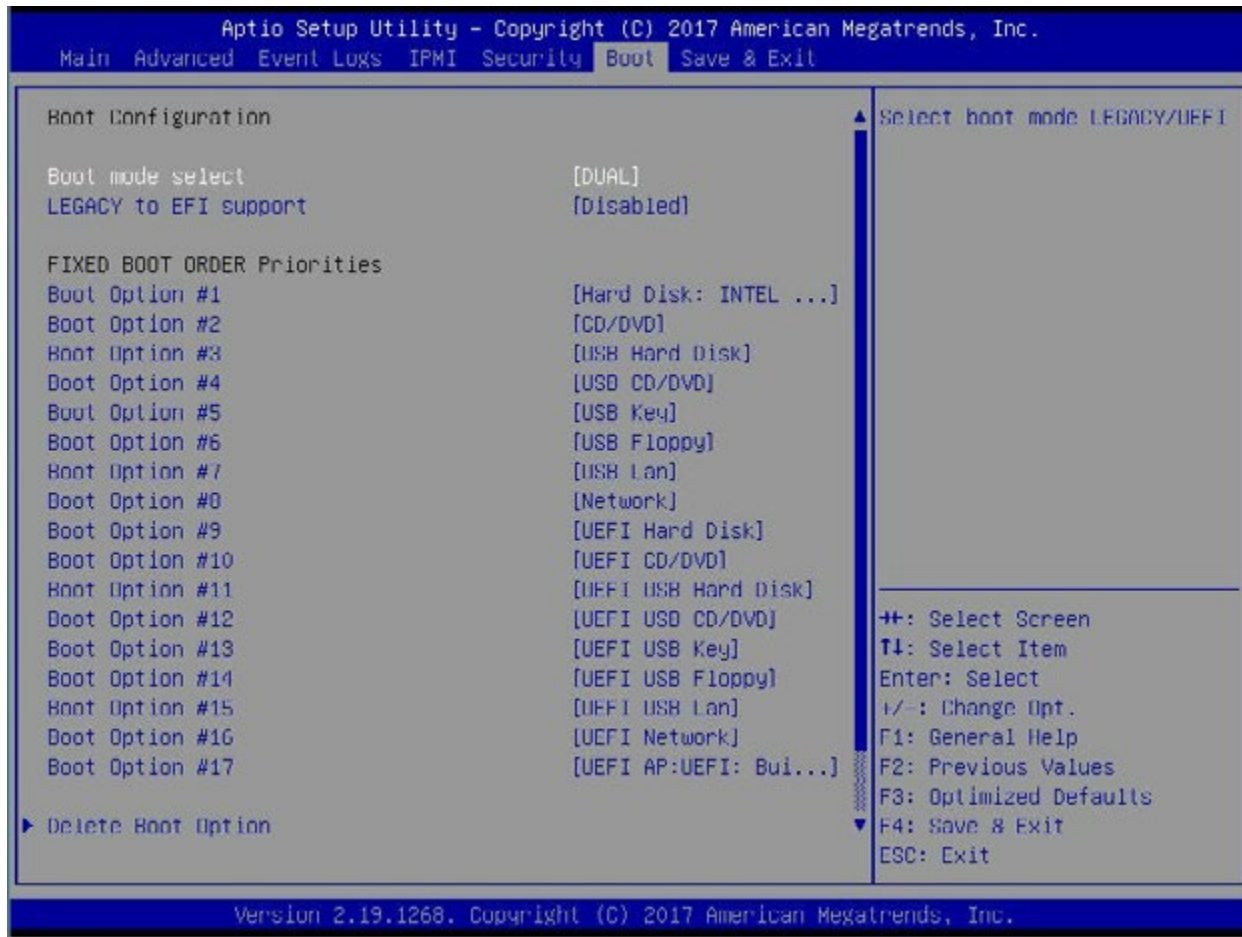 Aptio Setup Utility – Copyright (C) 2017 American Megatrends, Inc.
Main Advanced Event Logs IPMI Security Boot Save & Exit
Boot Configuration
Select boot mode LEGACY/UEFI
Boot mode select [DUAL]
LEGACY to EFI support [Disabled]
FIXED BOOT ORDER Priorities
Boot Option #1 [Hard Disk: INTEL ...]
Boot Option #2 [CD/DVD]
Boot Option #3 [USB Hard Disk]
Boot Option #4 [USB CD/DVD]
Boot Option #5 [USB Key]
Boot Option #6 [USB Floppy]
Boot Option #7 [USB Lan]
Boot Option #8 [Network]
Boot Option #9 [UEFI Hard Disk]
Boot Option #10 [UEFI CD/DVD]
Boot Option #11 [UEFI USB Hard Disk]
Boot Option #12 [UEFI USB CD/DVD]
Boot Option #13 [UEFI USB Key]
Boot Option #14 [UEFI USB Floppy]
Boot Option #15 [UEFI USB Lan]
Boot Option #16 [UEFI Network]
Boot Option #17 [UEFI AP:UEFI: Bui...]
▶ Delete Boot Option
→←: Select Screen
↑↓: Select Item
Enter: Select
+/-: Change Opt.
F1: General Help
F2: Previous Values
F3: Optimized Defaults
F4: Save & Exit
ESC: Exit
Version 2.19.1268. Copyright (C) 2017 American Megatrends, Inc.